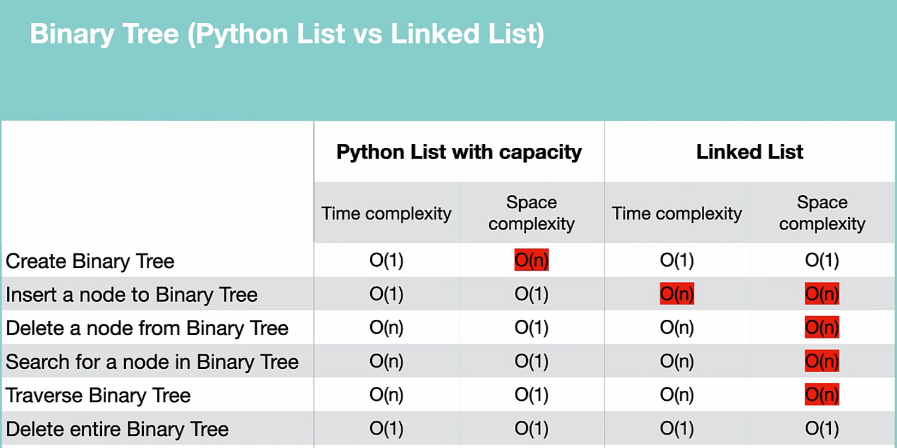 Binary Tree (Python List vs Linked List)
Python List with capacity Linked List
Time complexity Space complexity Time complexity Space complexity
Create Binary Tree O(1) O(n) O(1) O(1)
Insert a node to Binary Tree O(1) O(1) O(n) O(n)
Delete a node from Binary Tree O(n) O(1) O(n) O(n)
Search for a node in Binary Tree O(n) O(1) O(n) O(n)
Traverse Binary Tree O(n) O(1) O(n) O(n)
Delete entire Binary Tree O(1) O(1) O(1) O(1)